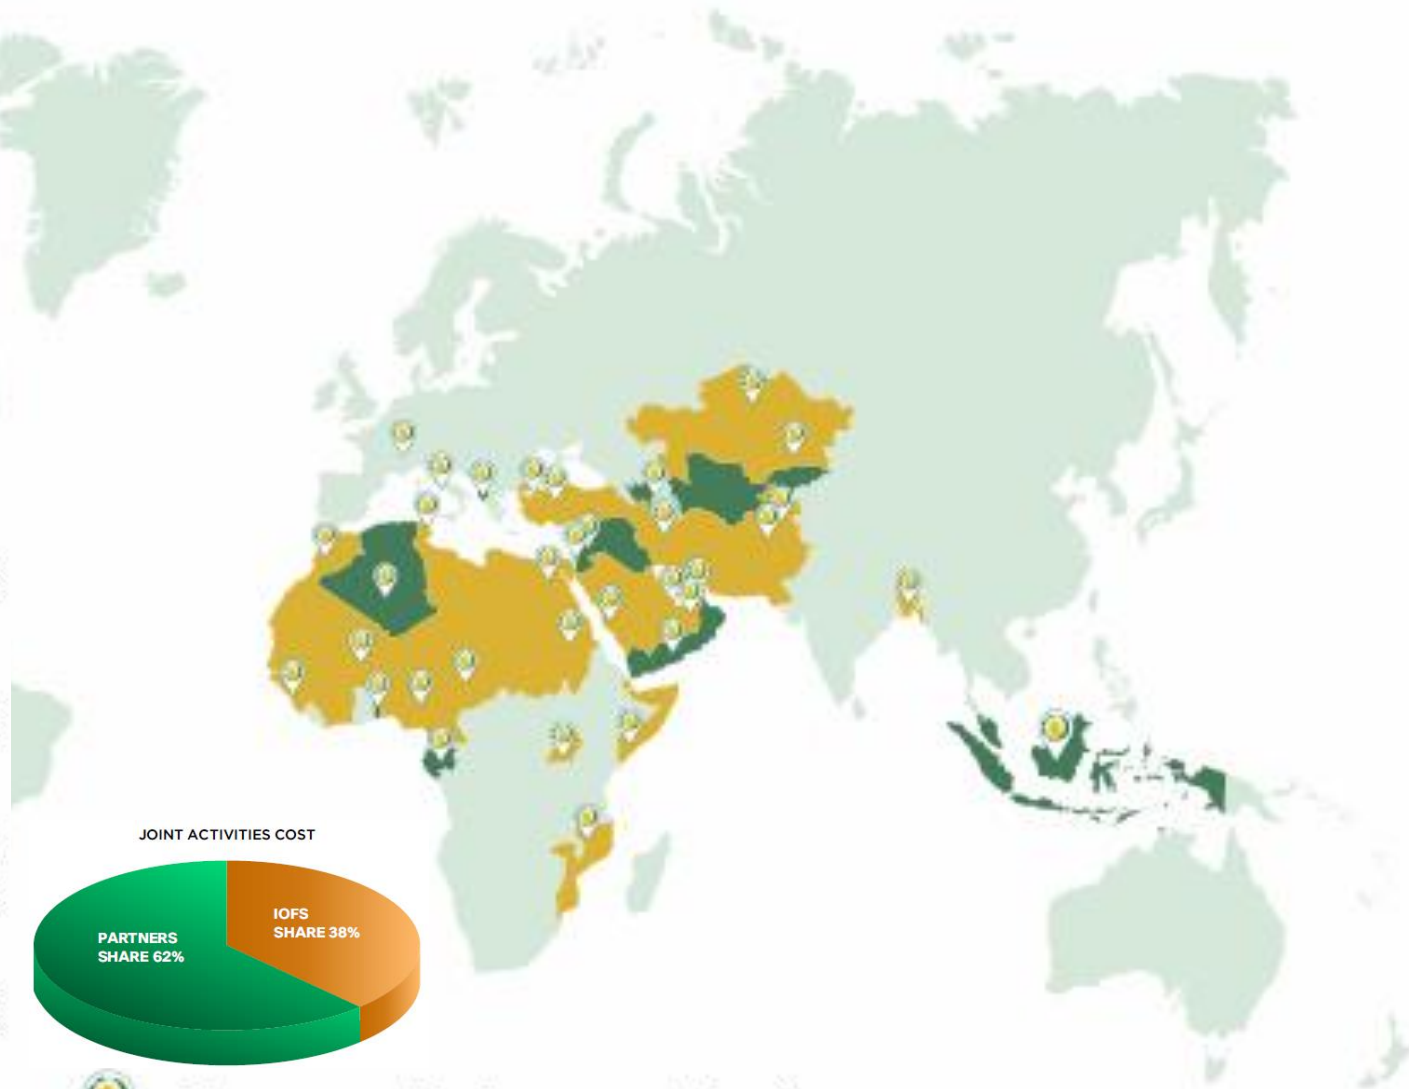 JOINT ACTIVITIES COST
IOFS
SHARE 38%
PARTNERS
SHARE 62%